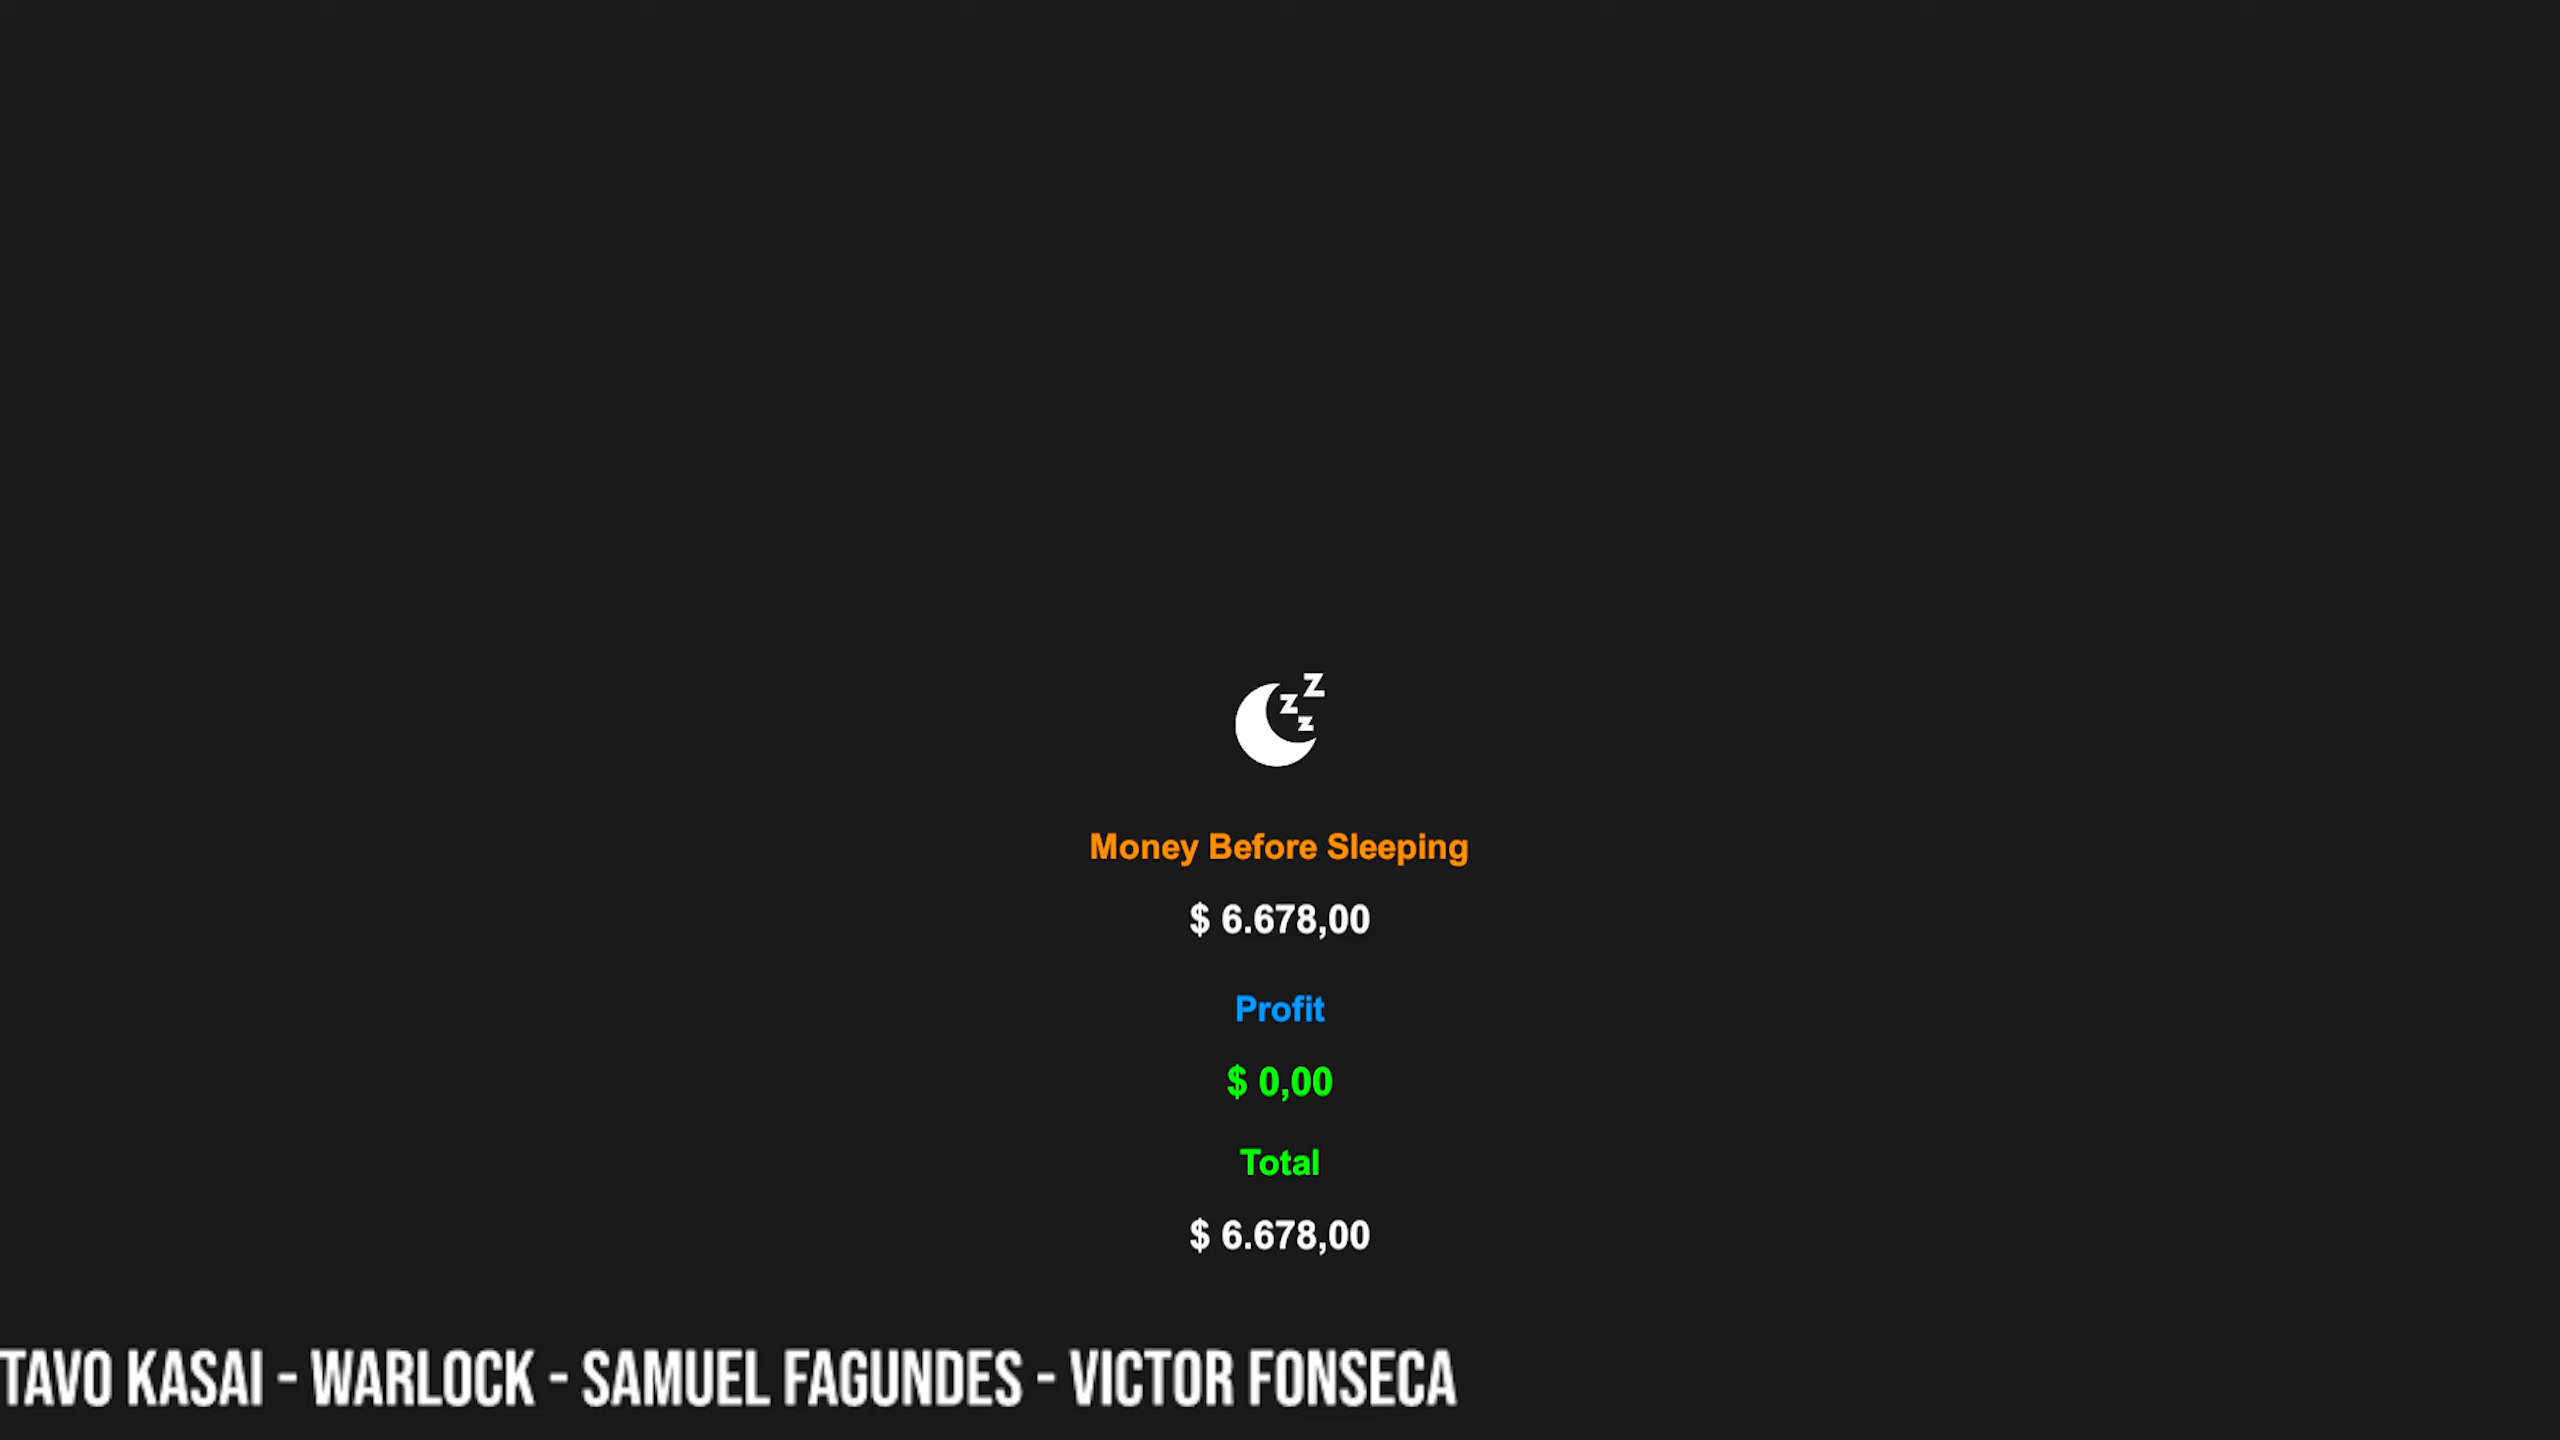 Money Before Sleeping
$ 6.678,00
Profit
$ 0,00
Total
$ 6.678,00
TAVO KASAI - WARLOCK - SAMUEL FAGUNDES - VICTOR FONSECA